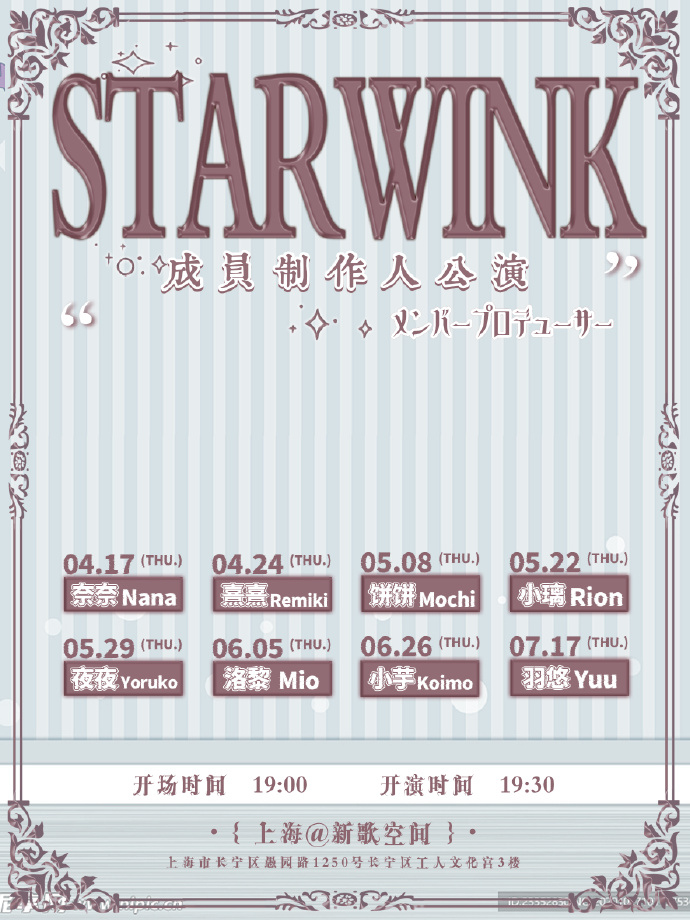 STARWINK
成員制作人公演
メンバープロデューサー
04.17 (THU.) 04.24 (THU.) 05.08 (THU.) 05.22 (THU.)
奈奈 Nana 熹熹 Remiki 饼饼 Mochi 小璃 Rion
05.29 (THU.) 06.05 (THU.) 06.26 (THU.) 07.17 (THU.)
夜夜 Yoruko 洛黎 Mio 小芋 Koimo 羽悠 Yuu
开场时间 19:00 开演时间 19:30
·{ 上海@新歌空间 }·
上海市长宁区愚园路1250号长宁区工人文化宫3楼